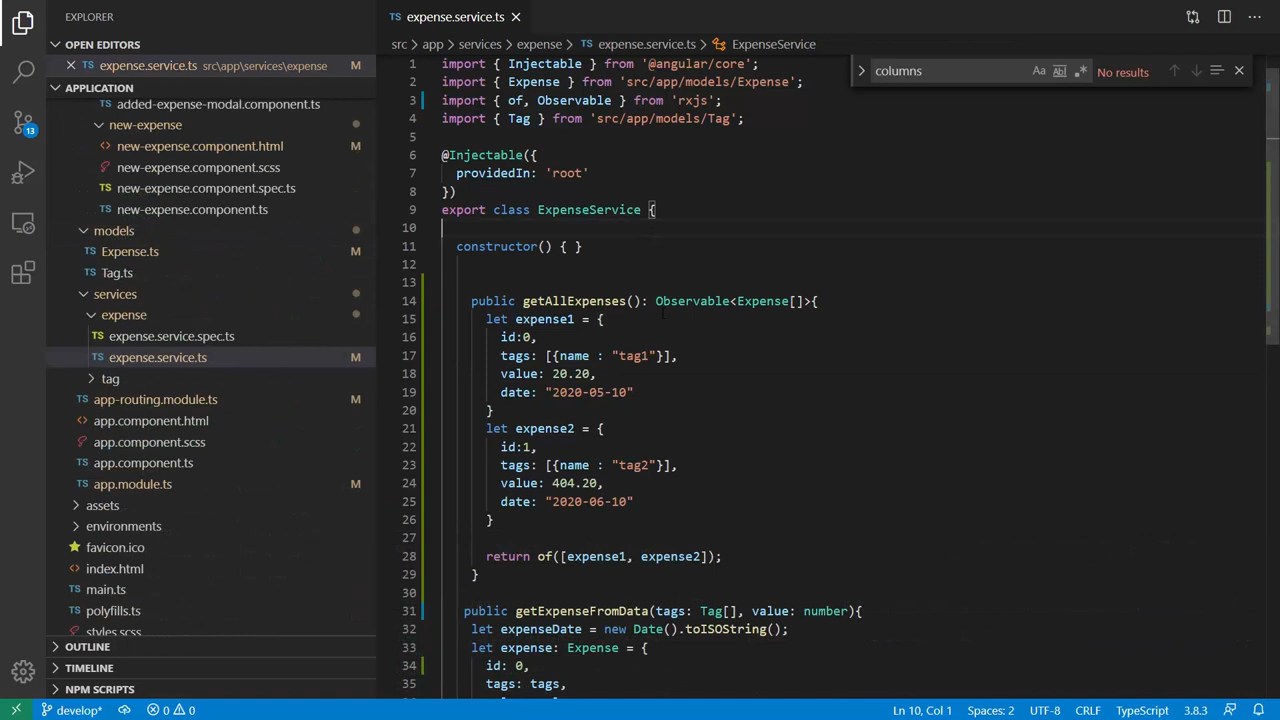 EXPLORER
OPEN EDITORS
expense.service.ts src\app\services\expense M
APPLICATION
added-expense-modal.component.ts
new-expense
new-expense.component.html M
new-expense.component.scss
new-expense.component.spec.ts
new-expense.component.ts
models
Expense.ts
Tag.ts
services
expense
expense.service.spec.ts
expense.service.ts M
tag
app-routing.module.ts M
app.component.html
app.component.scss
app.component.ts
app.module.ts M
assets
environments
favicon.ico
index.html
main.ts
polyfills.ts
styles.scss
OUTLINE
TIMELINE
NPM SCRIPTS
13
TS expense.service.ts
src > app > services > expense > TS expense.service.ts > ExpenseService
columns Aa Abl .* No results
1 import { Injectable } from '@angular/core';
2 import { Expense } from 'src/app/models/Expense';
3 import { of, Observable } from 'rxjs';
4 import { Tag } from 'src/app/models/Tag';
5
6 @Injectable({
7 providedIn: 'root'
8 })
9 export class ExpenseService {
10
11 constructor() { }
12
13
14 public getAllExpenses(): Observable<Expense[]>{
15 let expense1 = {
16 id:0,
17 tags: [{name : "tag1"}],
18 value: 20.20,
19 date: "2020-05-10"
20 }
21 let expense2 = {
22 id:1,
23 tags: [{name : "tag2"}],
24 value: 404.20,
25 date: "2020-06-10"
26 }
27
28 return of([expense1, expense2]);
29 }
30
31 public getExpenseFromData(tags: Tag[], value: number){
32 let expenseDate = new Date().toISOString();
33 let expense: Expense = {
34 id: 0,
35 tags: tags,
develop* 0 0 Ln 10, Col 1 Spaces: 2 UTF-8 CRLF TypeScript 3.8.3